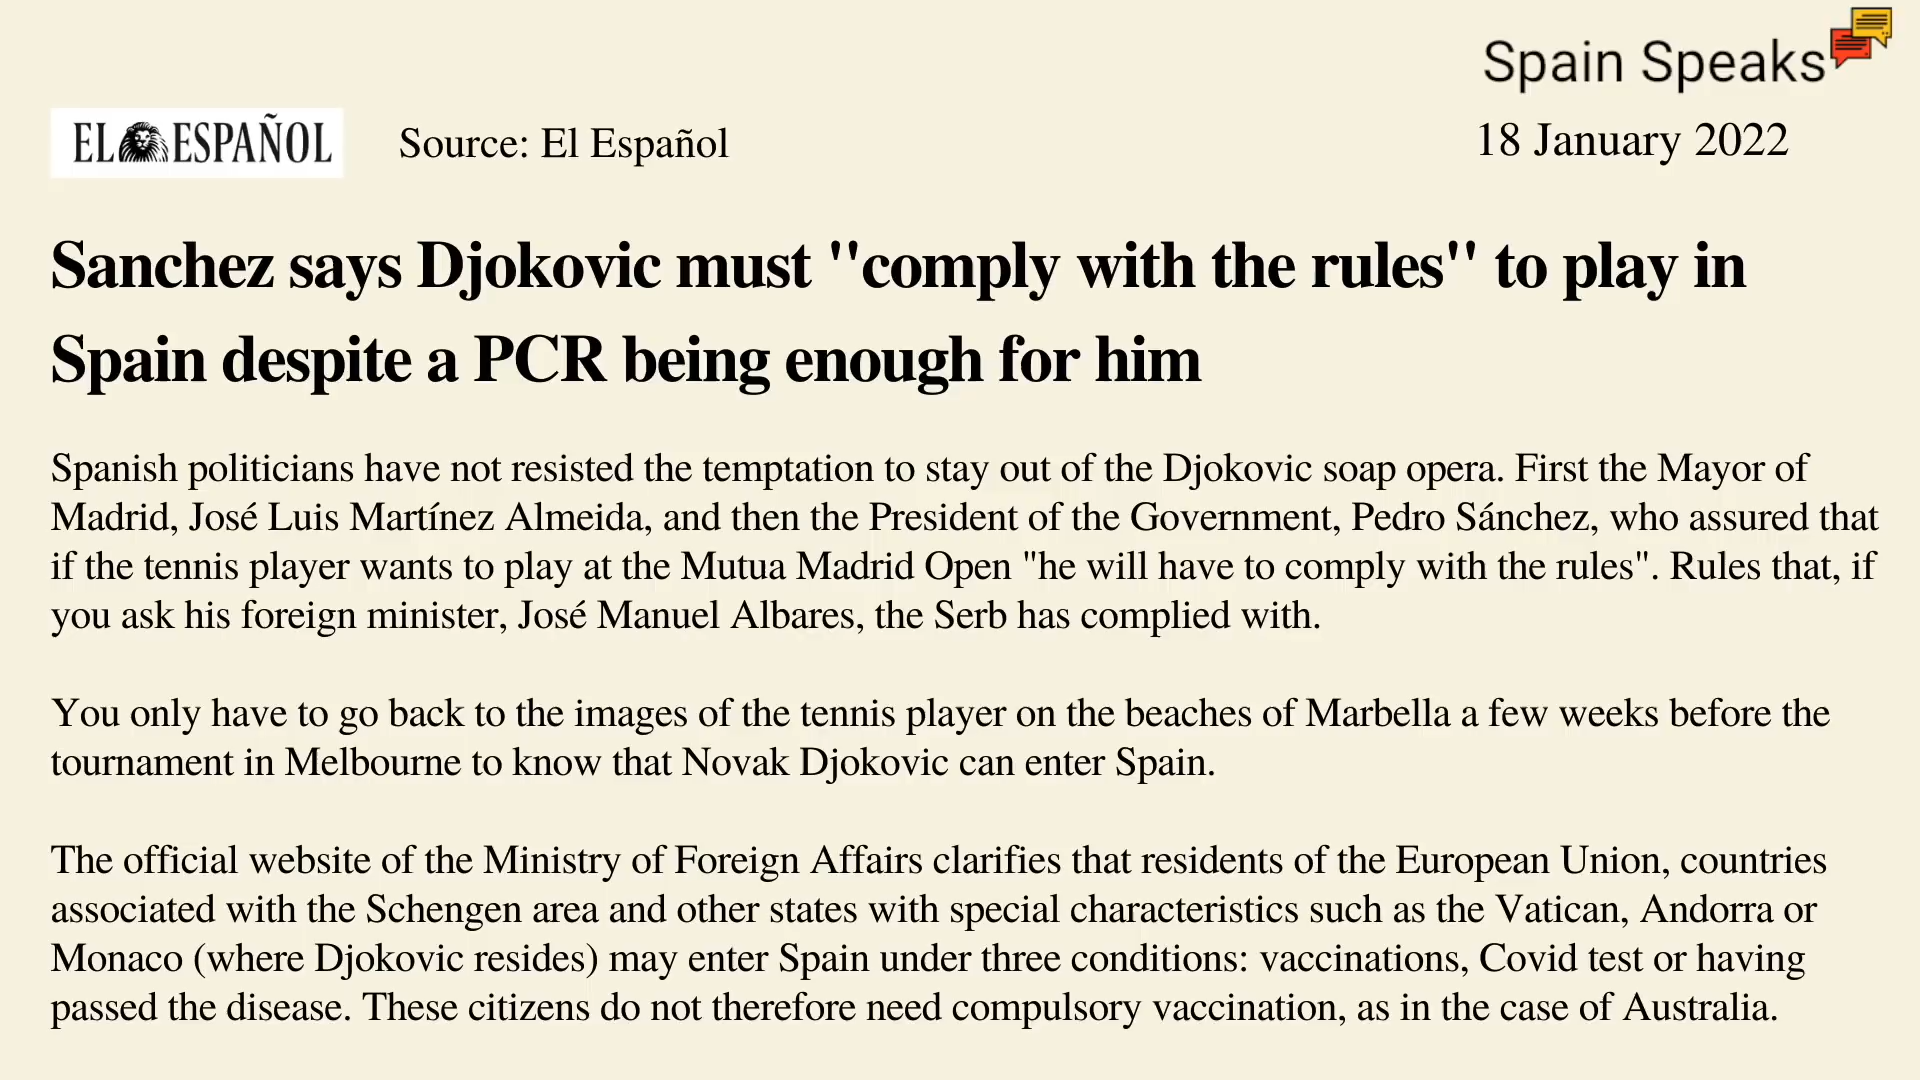 Spain Speaks
EL ESPAÑOL
Source: El Español
18 January 2022
Sanchez says Djokovic must "comply with the rules" to play in
Spain despite a PCR being enough for him
Spanish politicians have not resisted the temptation to stay out of the Djokovic soap opera. First the Mayor of
Madrid, José Luis Martínez Almeida, and then the President of the Government, Pedro Sánchez, who assured that
if the tennis player wants to play at the Mutua Madrid Open "he will have to comply with the rules". Rules that, if
you ask his foreign minister, José Manuel Albares, the Serb has complied with.
You only have to go back to the images of the tennis player on the beaches of Marbella a few weeks before the
tournament in Melbourne to know that Novak Djokovic can enter Spain.
The official website of the Ministry of Foreign Affairs clarifies that residents of the European Union, countries
associated with the Schengen area and other states with special characteristics such as the Vatican, Andorra or
Monaco (where Djokovic resides) may enter Spain under three conditions: vaccinations, Covid test or having
passed the disease. These citizens do not therefore need compulsory vaccination, as in the case of Australia.